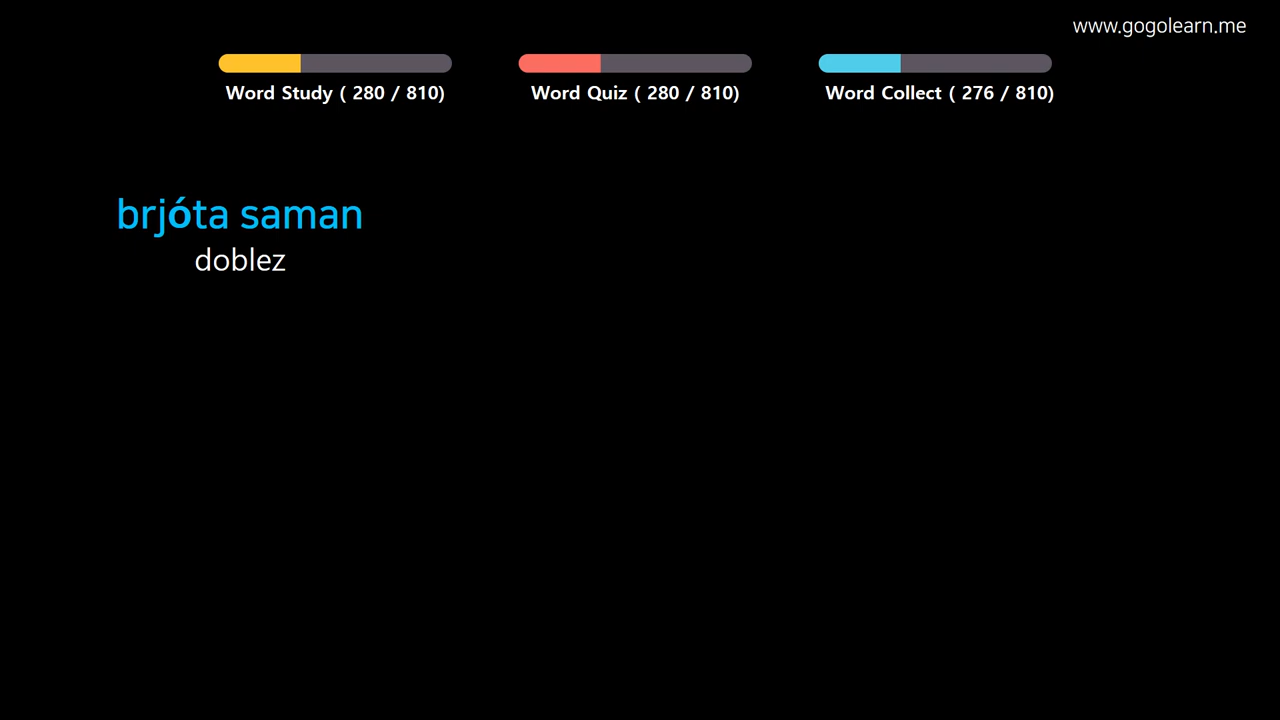 www.gogolearn.me
Word Study ( 280 / 810)
Word Quiz ( 280 / 810)
Word Collect ( 276 / 810)
brjóta saman
doblez